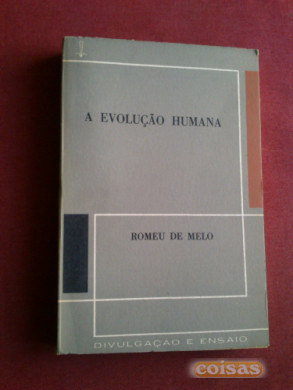 A EVOLUÇÃO HUMANA
ROMEU DE MELO
DIVULGAÇÃO E ENSAIO
coisas